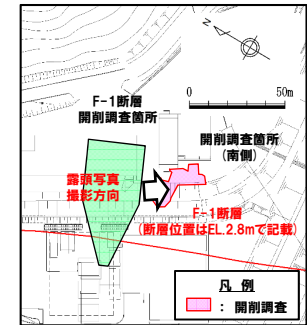 N
0
50m
F-1断層
開削調査箇所
開削調査箇所
(南側)
露頭写真
撮影方向
F-1断層
(断層位置はEL.2.8mで記載)
凡 例
： 開削調査